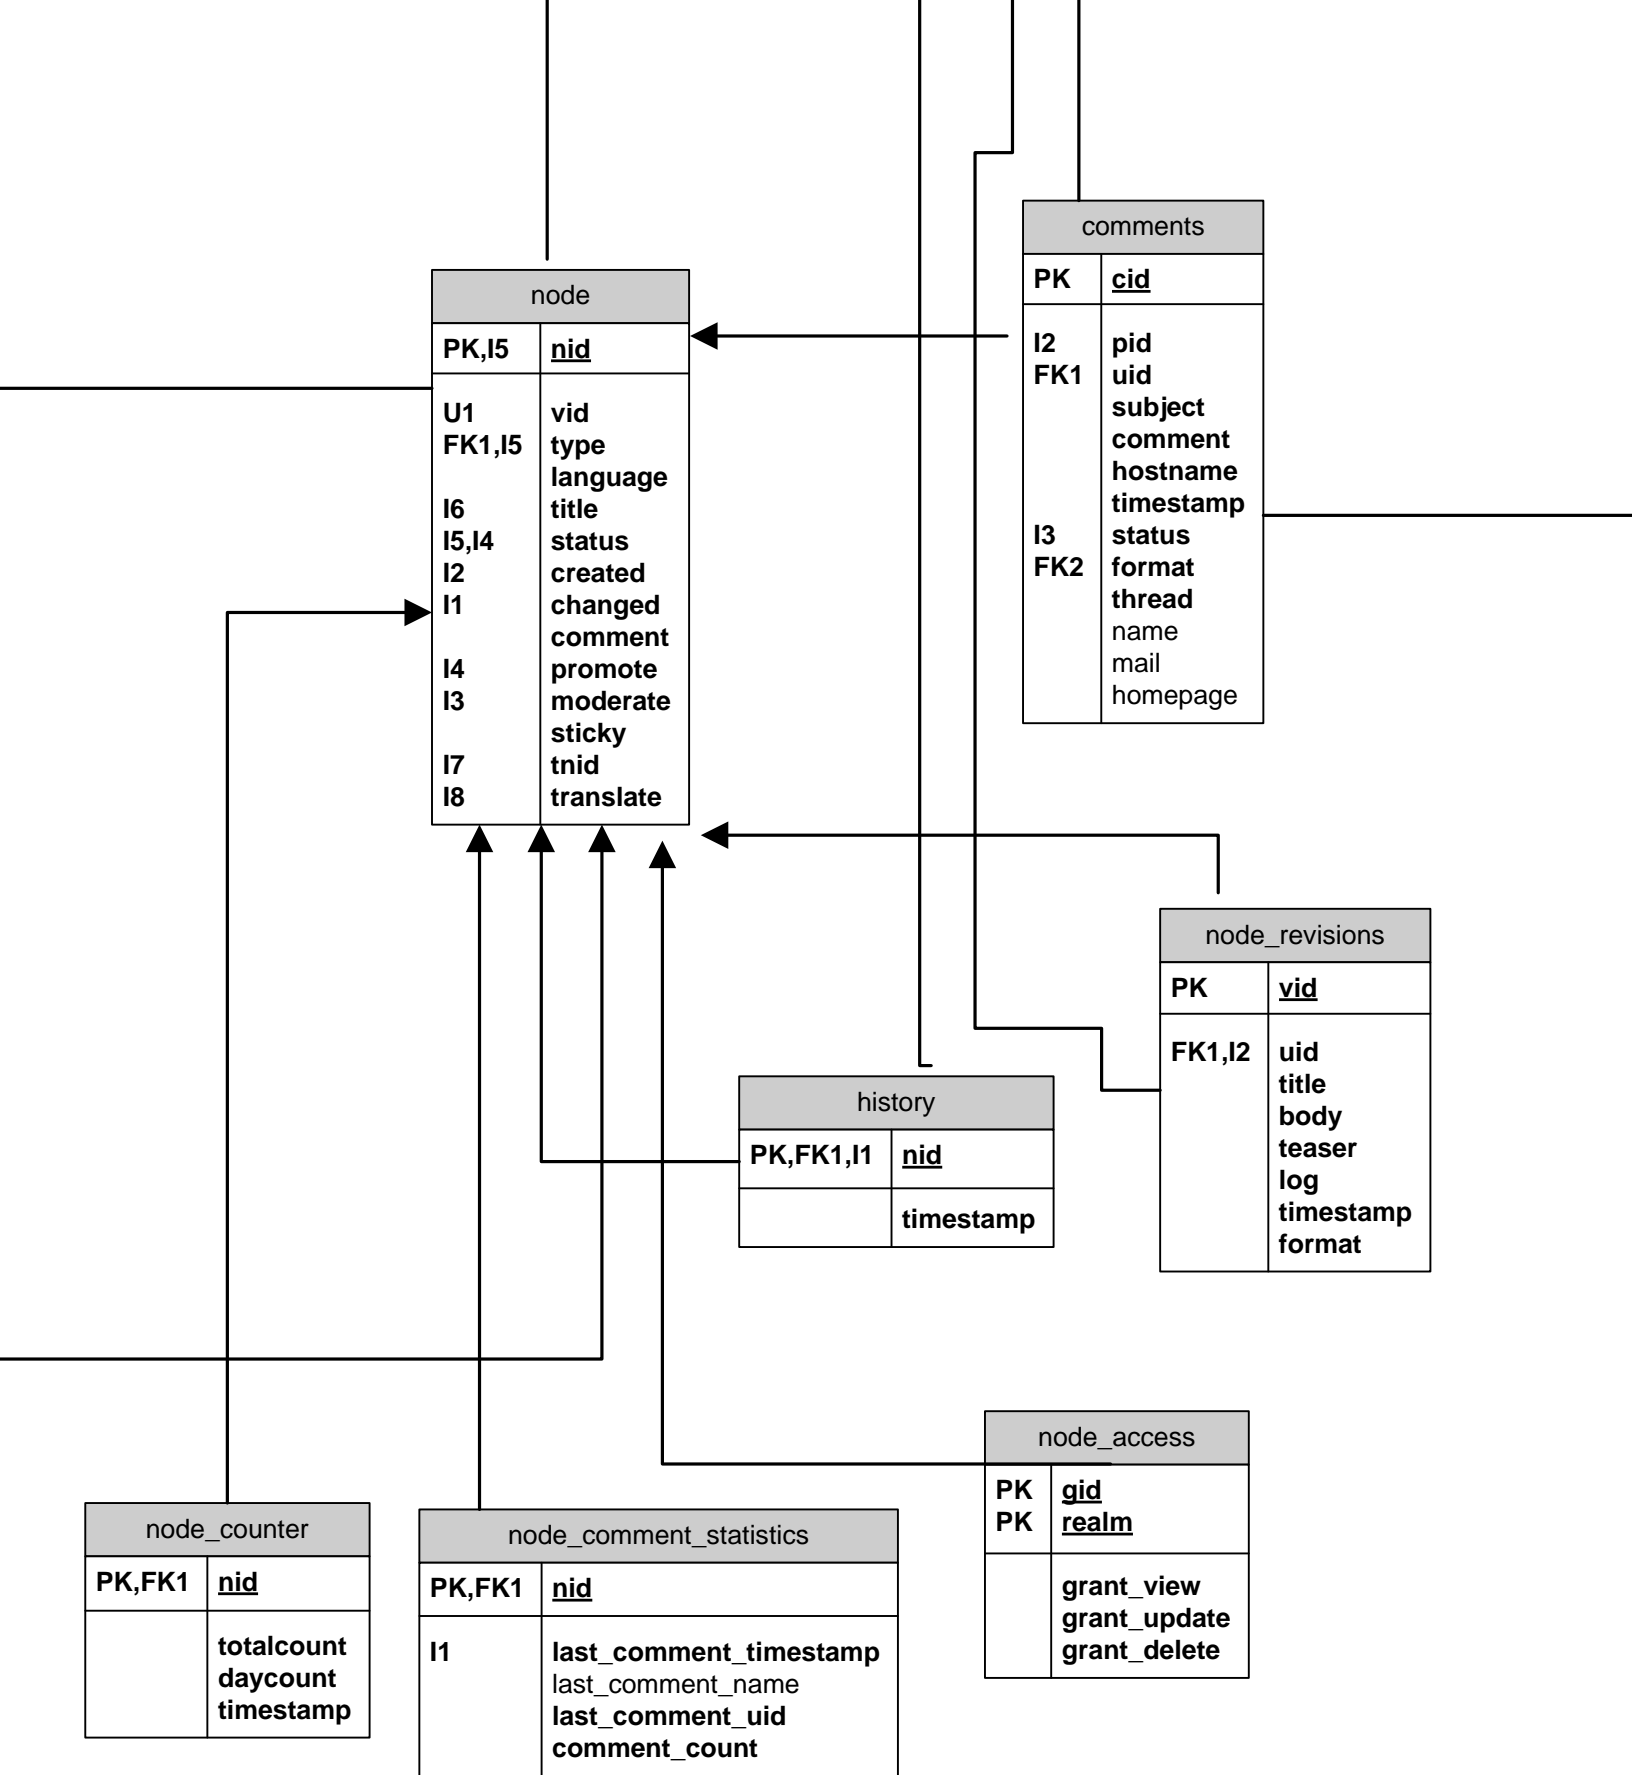 comments
PK cid
I2 pid
FK1 uid
subject
comment
hostname
timestamp
I3 status
FK2 format
thread
name
mail
homepage
node
PK,I5 nid
U1 vid
FK1,I5 type
language
I6 title
I5,I4 status
I2 created
I1 changed
comment
I4 promote
I3 moderate
sticky
I7 tnid
I8 translate
node_revisions
PK vid
FK1,I2 uid
title
body
teaser
log
timestamp
format
history
PK,FK1,I1 nid
timestamp
node_access
PK gid
PK realm
grant_view
grant_update
grant_delete
node_counter
PK,FK1 nid
totalcount
daycount
timestamp
node_comment_statistics
PK,FK1 nid
I1 last_comment_timestamp
last_comment_name
last_comment_uid
comment_count